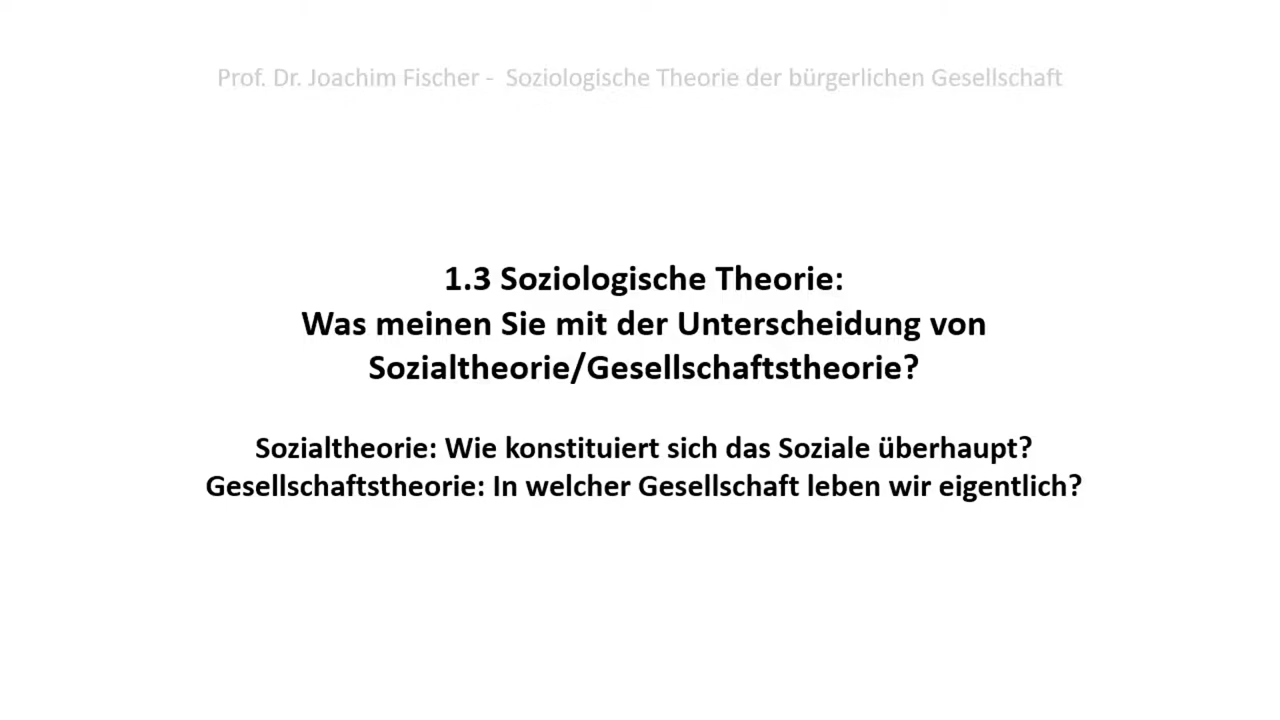 Prof. Dr. Joachim Fischer - Soziologische Theorie der bürgerlichen Gesellschaft
1.3 Soziologische Theorie:
Was meinen Sie mit der Unterscheidung von
Sozialtheorie/Gesellschaftstheorie?
Sozialtheorie: Wie konstituiert sich das Soziale überhaupt?
Gesellschaftstheorie: In welcher Gesellschaft leben wir eigentlich?